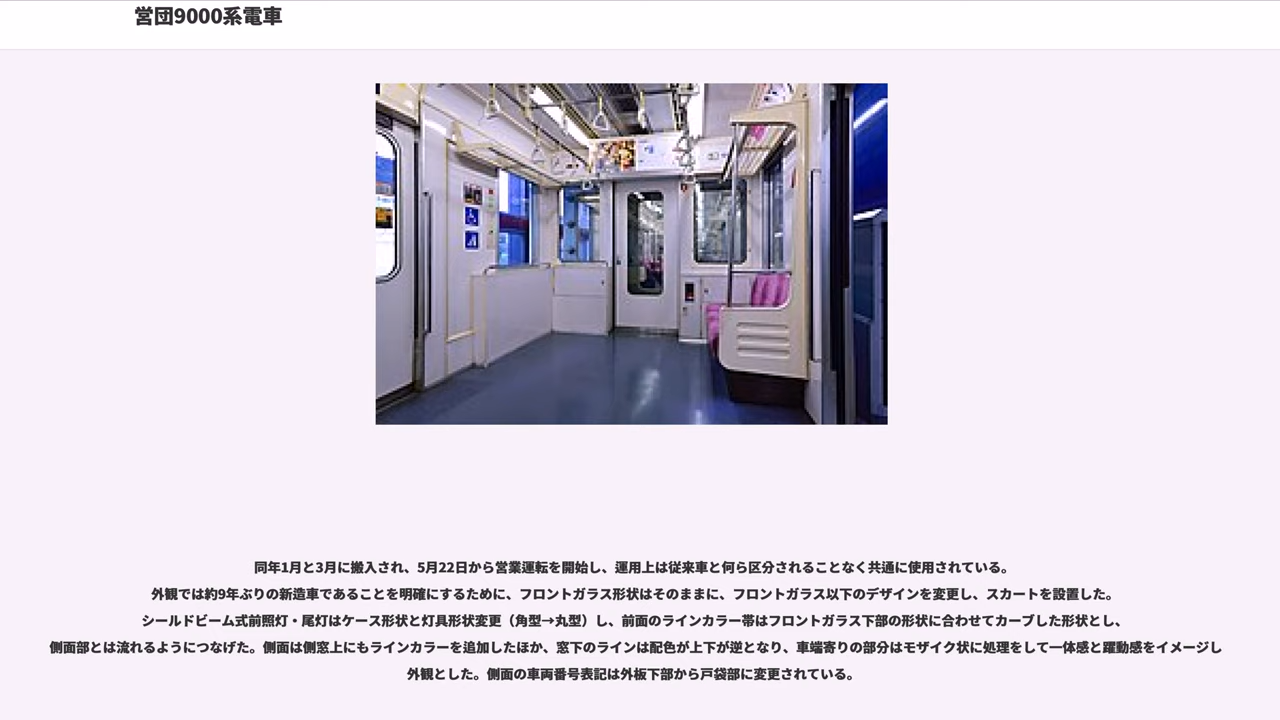 営団9000系電車
同年1月と3月に搬入され、5月22日から営業運転を開始し、運用上は従来車と何ら区分されることなく共通に使用されている。
外観では約9年ぶりの新造車であることを明確にするために、フロントガラス形状はそのままに、フロントガラス以下のデザインを変更し、スカートを設置した。
シールドビーム式前照灯・尾灯はケース形状と灯具形状変更（角型→丸型）し、前面のラインカラー帯はフロントガラス下部の形状に合わせてカーブした形状とし、
側面部とは流れるようにつなげた。側面は側窓上にもラインカラーを追加したほか、窓下のラインは配色が上下が逆となり、車端寄りの部分はモザイク状に処理をして一体感と躍動感をイメージし
外観とした。側面の車両番号表記は外板下部から戸袋部に変更されている。